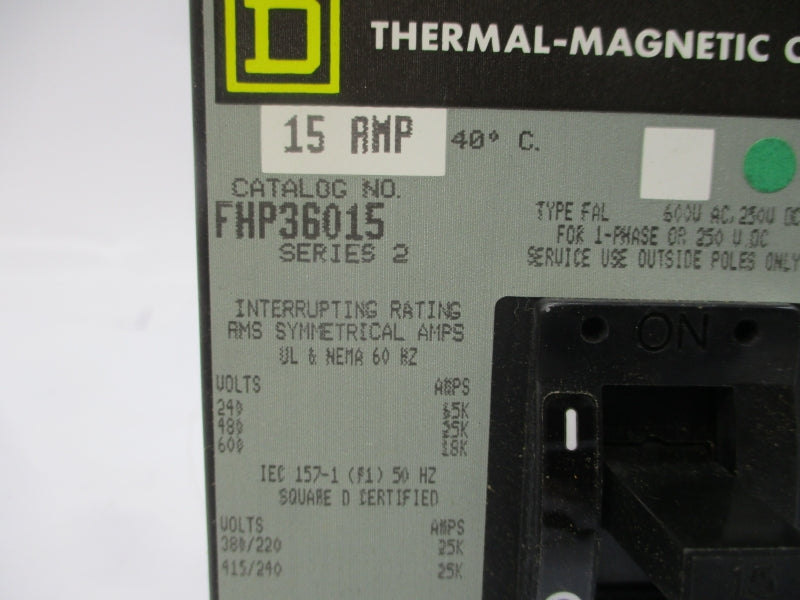 D
THERMAL-MAGNETIC C
15 AMP 40° C.
CATALOG NO.
FHP36015
SERIES 2
TYPE FAL 600V AC, 250V DC
FOR 1-PHASE OR 250 V DC
SERVICE USE OUTSIDE POLES ONLY
INTERRUPTING RATING
RMS SYMMETRICAL AMPS
UL & NEMA 60 HZ
VOLTS AMPS
240 65K
480 25K
600 18K
IEC 157-1 (P1) 50 HZ
SQUARE D CERTIFIED
VOLTS AMPS
380/220 25K
415/240 25K
ON
15